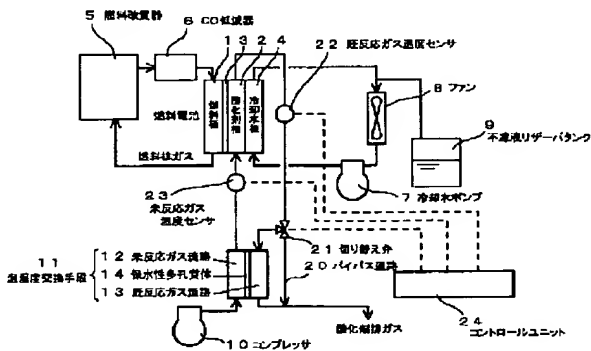 5 燃料改質器
6 CO低減器
1 3 2 4
22 既反応ガス温度センサ
8 ファン
9 不凍液リザーバタンク
燃料電池
燃料極
酸化剤極
冷却水極
燃料排ガス
23 未反応ガス温度センサ
7 冷却水ポンプ
11 温湿度交換手段
12 未反応ガス流路
14 保水性多孔質体
13 既反応ガス流路
21 切り替え弁
20 バイパス通路
10 コンプレッサ
酸化剤排ガス
24 コントロールユニット